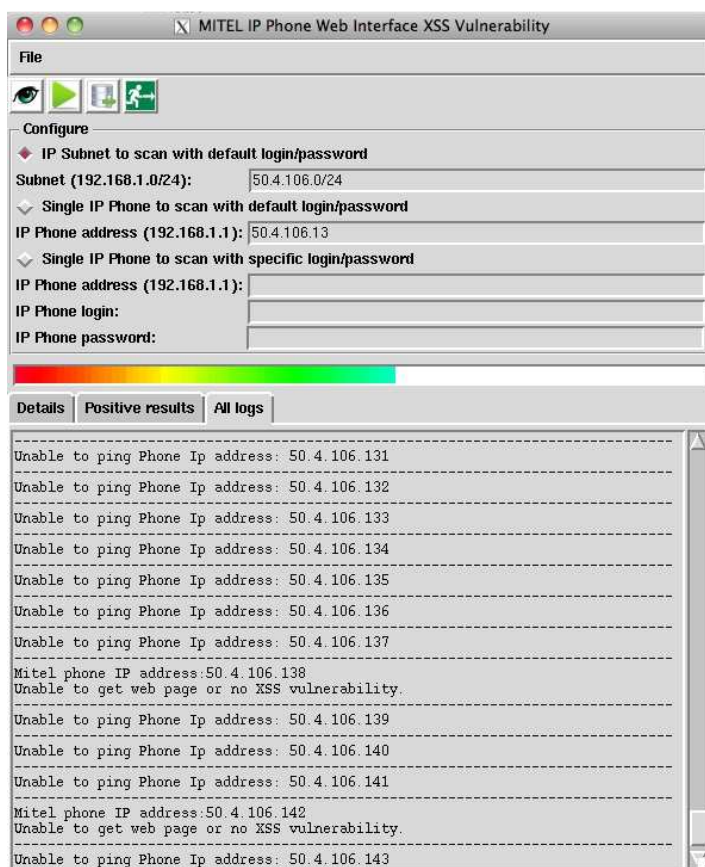 X MITEL IP Phone Web Interface XSS Vulnerability
File
Configure
IP Subnet to scan with default login/password
Subnet (192.168.1.0/24): 50.4.106.0/24
Single IP Phone to scan with default login/password
IP Phone address (192.168.1.1): 50.4.106.13
Single IP Phone to scan with specific login/password
IP Phone address (192.168.1.1):
IP Phone login:
IP Phone password:
Details Positive results All logs
Unable to ping Phone Ip address: 50.4.106.131
Unable to ping Phone Ip address: 50.4.106.132
Unable to ping Phone Ip address: 50.4.106.133
Unable to ping Phone Ip address: 50.4.106.134
Unable to ping Phone Ip address: 50.4.106.135
Unable to ping Phone Ip address: 50.4.106.136
Unable to ping Phone Ip address: 50.4.106.137
Mitel phone IP address:50.4.106.138
Unable to get web page or no XSS vulnerability.
Unable to ping Phone Ip address: 50.4.106.139
Unable to ping Phone Ip address: 50.4.106.140
Unable to ping Phone Ip address: 50.4.106.141
Mitel phone IP address:50.4.106.142
Unable to get web page or no XSS vulnerability.
Unable to ping Phone Ip address: 50.4.106.143